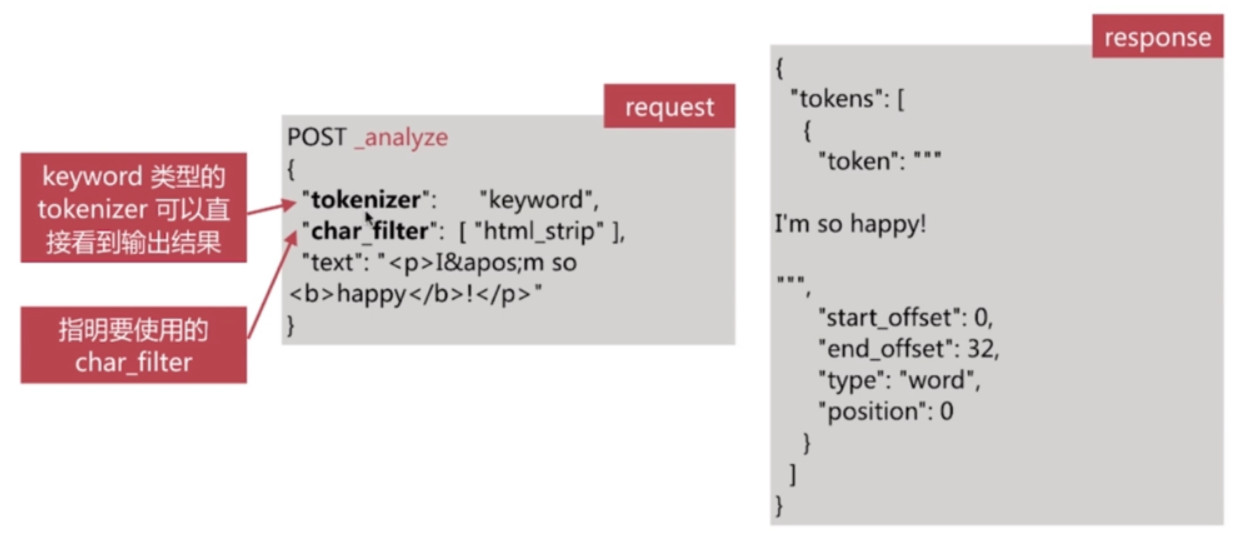 keyword 类型的
tokenizer 可以直
接看到输出结果
指明要使用的
char_filter
request
POST _analyze
{
"tokenizer": "keyword",
"char_filter": [ "html_strip" ],
"text": "<p>I&apos;m so
<b>happy</b>!</p>"
}
response
{
"tokens": [
{
"token": """
I'm so happy!
""",
"start_offset": 0,
"end_offset": 32,
"type": "word",
"position": 0
}
]
}